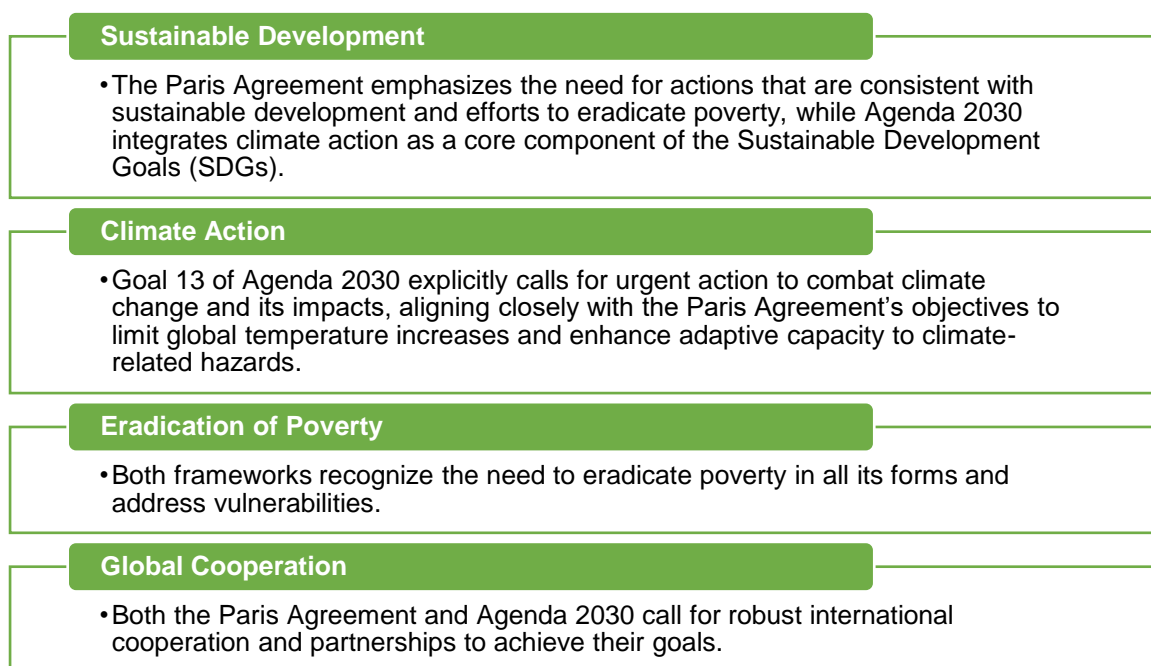 Sustainable Development
•The Paris Agreement emphasizes the need for actions that are consistent with
sustainable development and efforts to eradicate poverty, while Agenda 2030
integrates climate action as a core component of the Sustainable Development
Goals (SDGs).
Climate Action
•Goal 13 of Agenda 2030 explicitly calls for urgent action to combat climate
change and its impacts, aligning closely with the Paris Agreement’s objectives to
limit global temperature increases and enhance adaptive capacity to climate-
related hazards.
Eradication of Poverty
•Both frameworks recognize the need to eradicate poverty in all its forms and
address vulnerabilities.
Global Cooperation
•Both the Paris Agreement and Agenda 2030 call for robust international
cooperation and partnerships to achieve their goals.